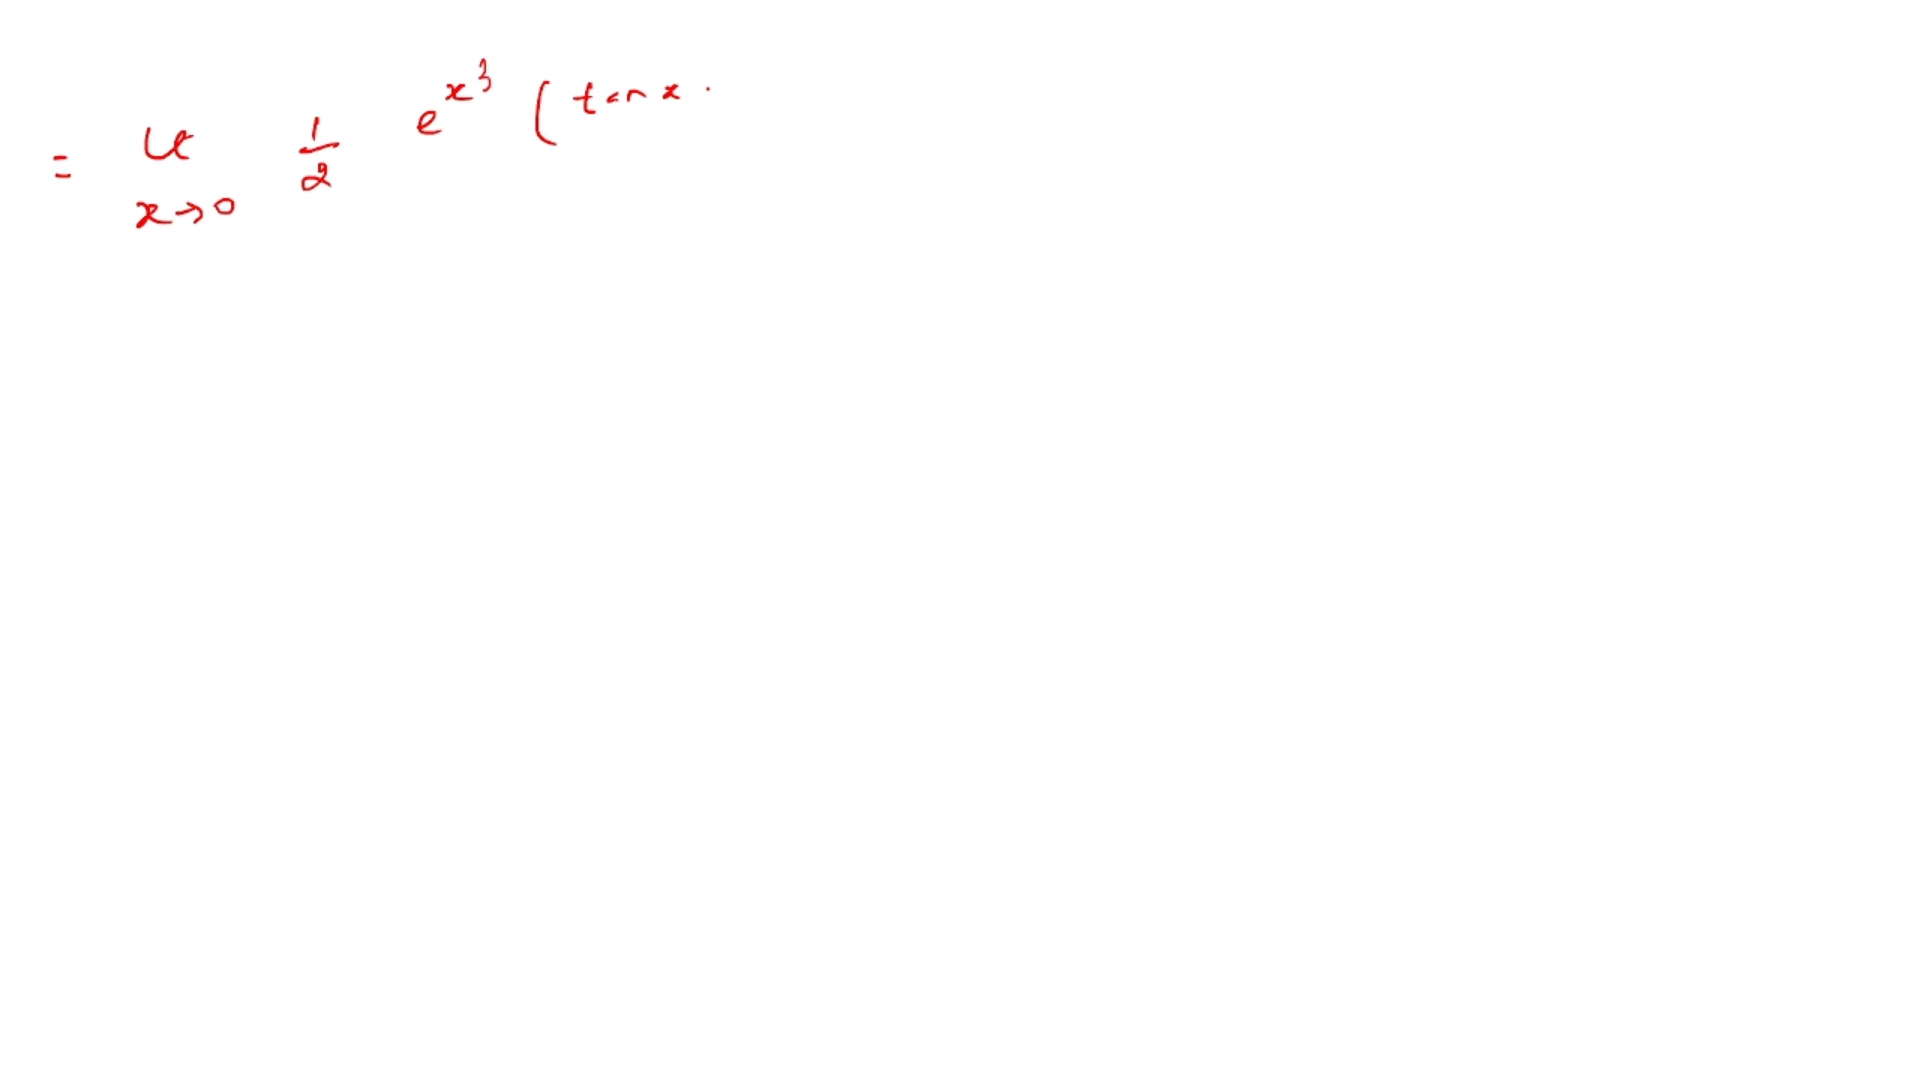 = Lt x→0 1/2 e^x^3 (tan x .